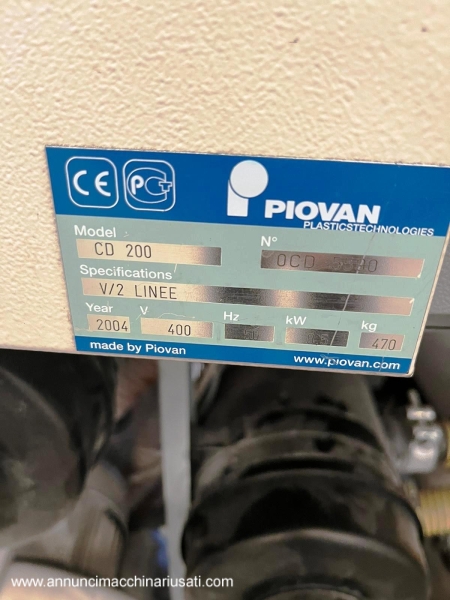 CE
PCT
PIOVAN
PLASTICSTECHNOLOGIES
Model
N°
CD 200
OCD
Specifications
V/2 LINEE
Year V Hz kW kg
2004 400 470
made by Piovan
www.piovan.com
www.annuncimacchinariusati.com